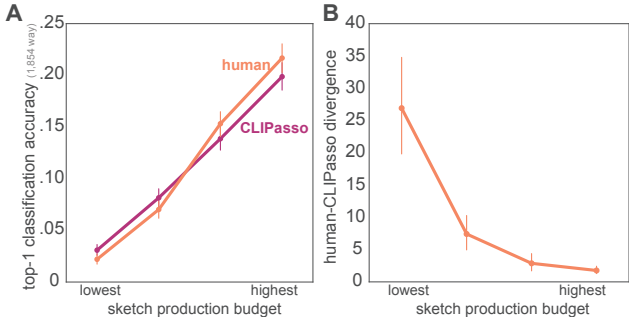 A
top-1 classification accuracy (1,854 way)
.25
.20
.15
.10
.05
0
human
CLIPasso
lowest
highest
sketch production budget
B
human-CLIPasso divergence
40
35
30
25
20
15
10
5
0
lowest
highest
sketch production budget